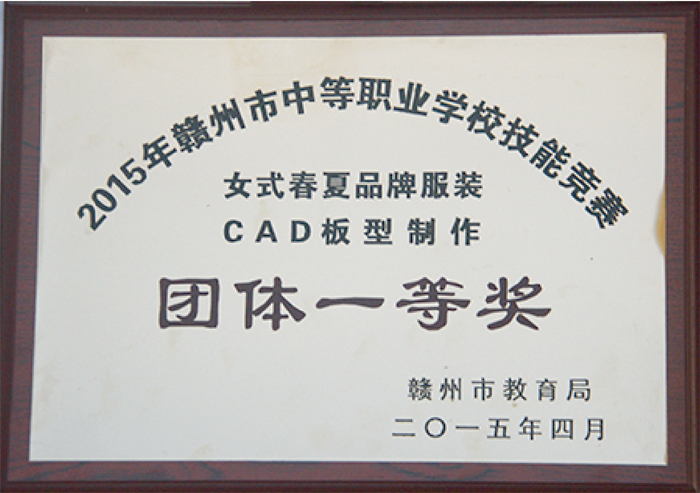 2015年赣州市中等职业学校技能竞赛
女式春夏品牌服装
CAD板型制作
团体一等奖
赣州市教育局
二〇一五年四月